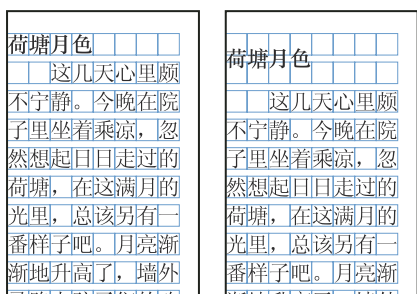 荷塘月色
这几天心里颇
不宁静。今晚在院
子里坐着乘凉，忽
然想起日日走过的
荷塘，在这满月的
光里，总该另有一
番样子吧。月亮渐
渐地升高了，墙外
荷塘月色
这几天心里颇
不宁静。今晚在院
子里坐着乘凉，忽
然想起日日走过的
荷塘，在这满月的
光里，总该另有一
番样子吧。月亮渐